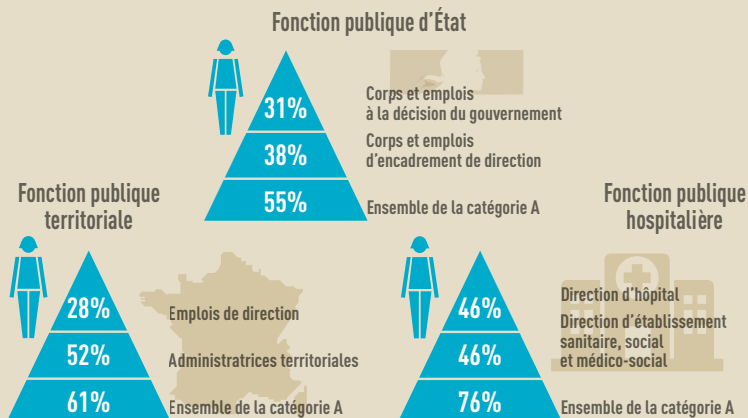 Fonction publique d'État
31%
Corps et emplois
à la décision du gouvernement
38%
Corps et emplois
d'encadrement de direction
55%
Ensemble de la catégorie A
Fonction publique
territoriale
28%
Emplois de direction
52%
Administratrices territoriales
61%
Ensemble de la catégorie A
Fonction publique
hospitalière
46%
Direction d'hôpital
46%
Direction d'établissement
sanitaire, social
et médico-social
76%
Ensemble de la catégorie A